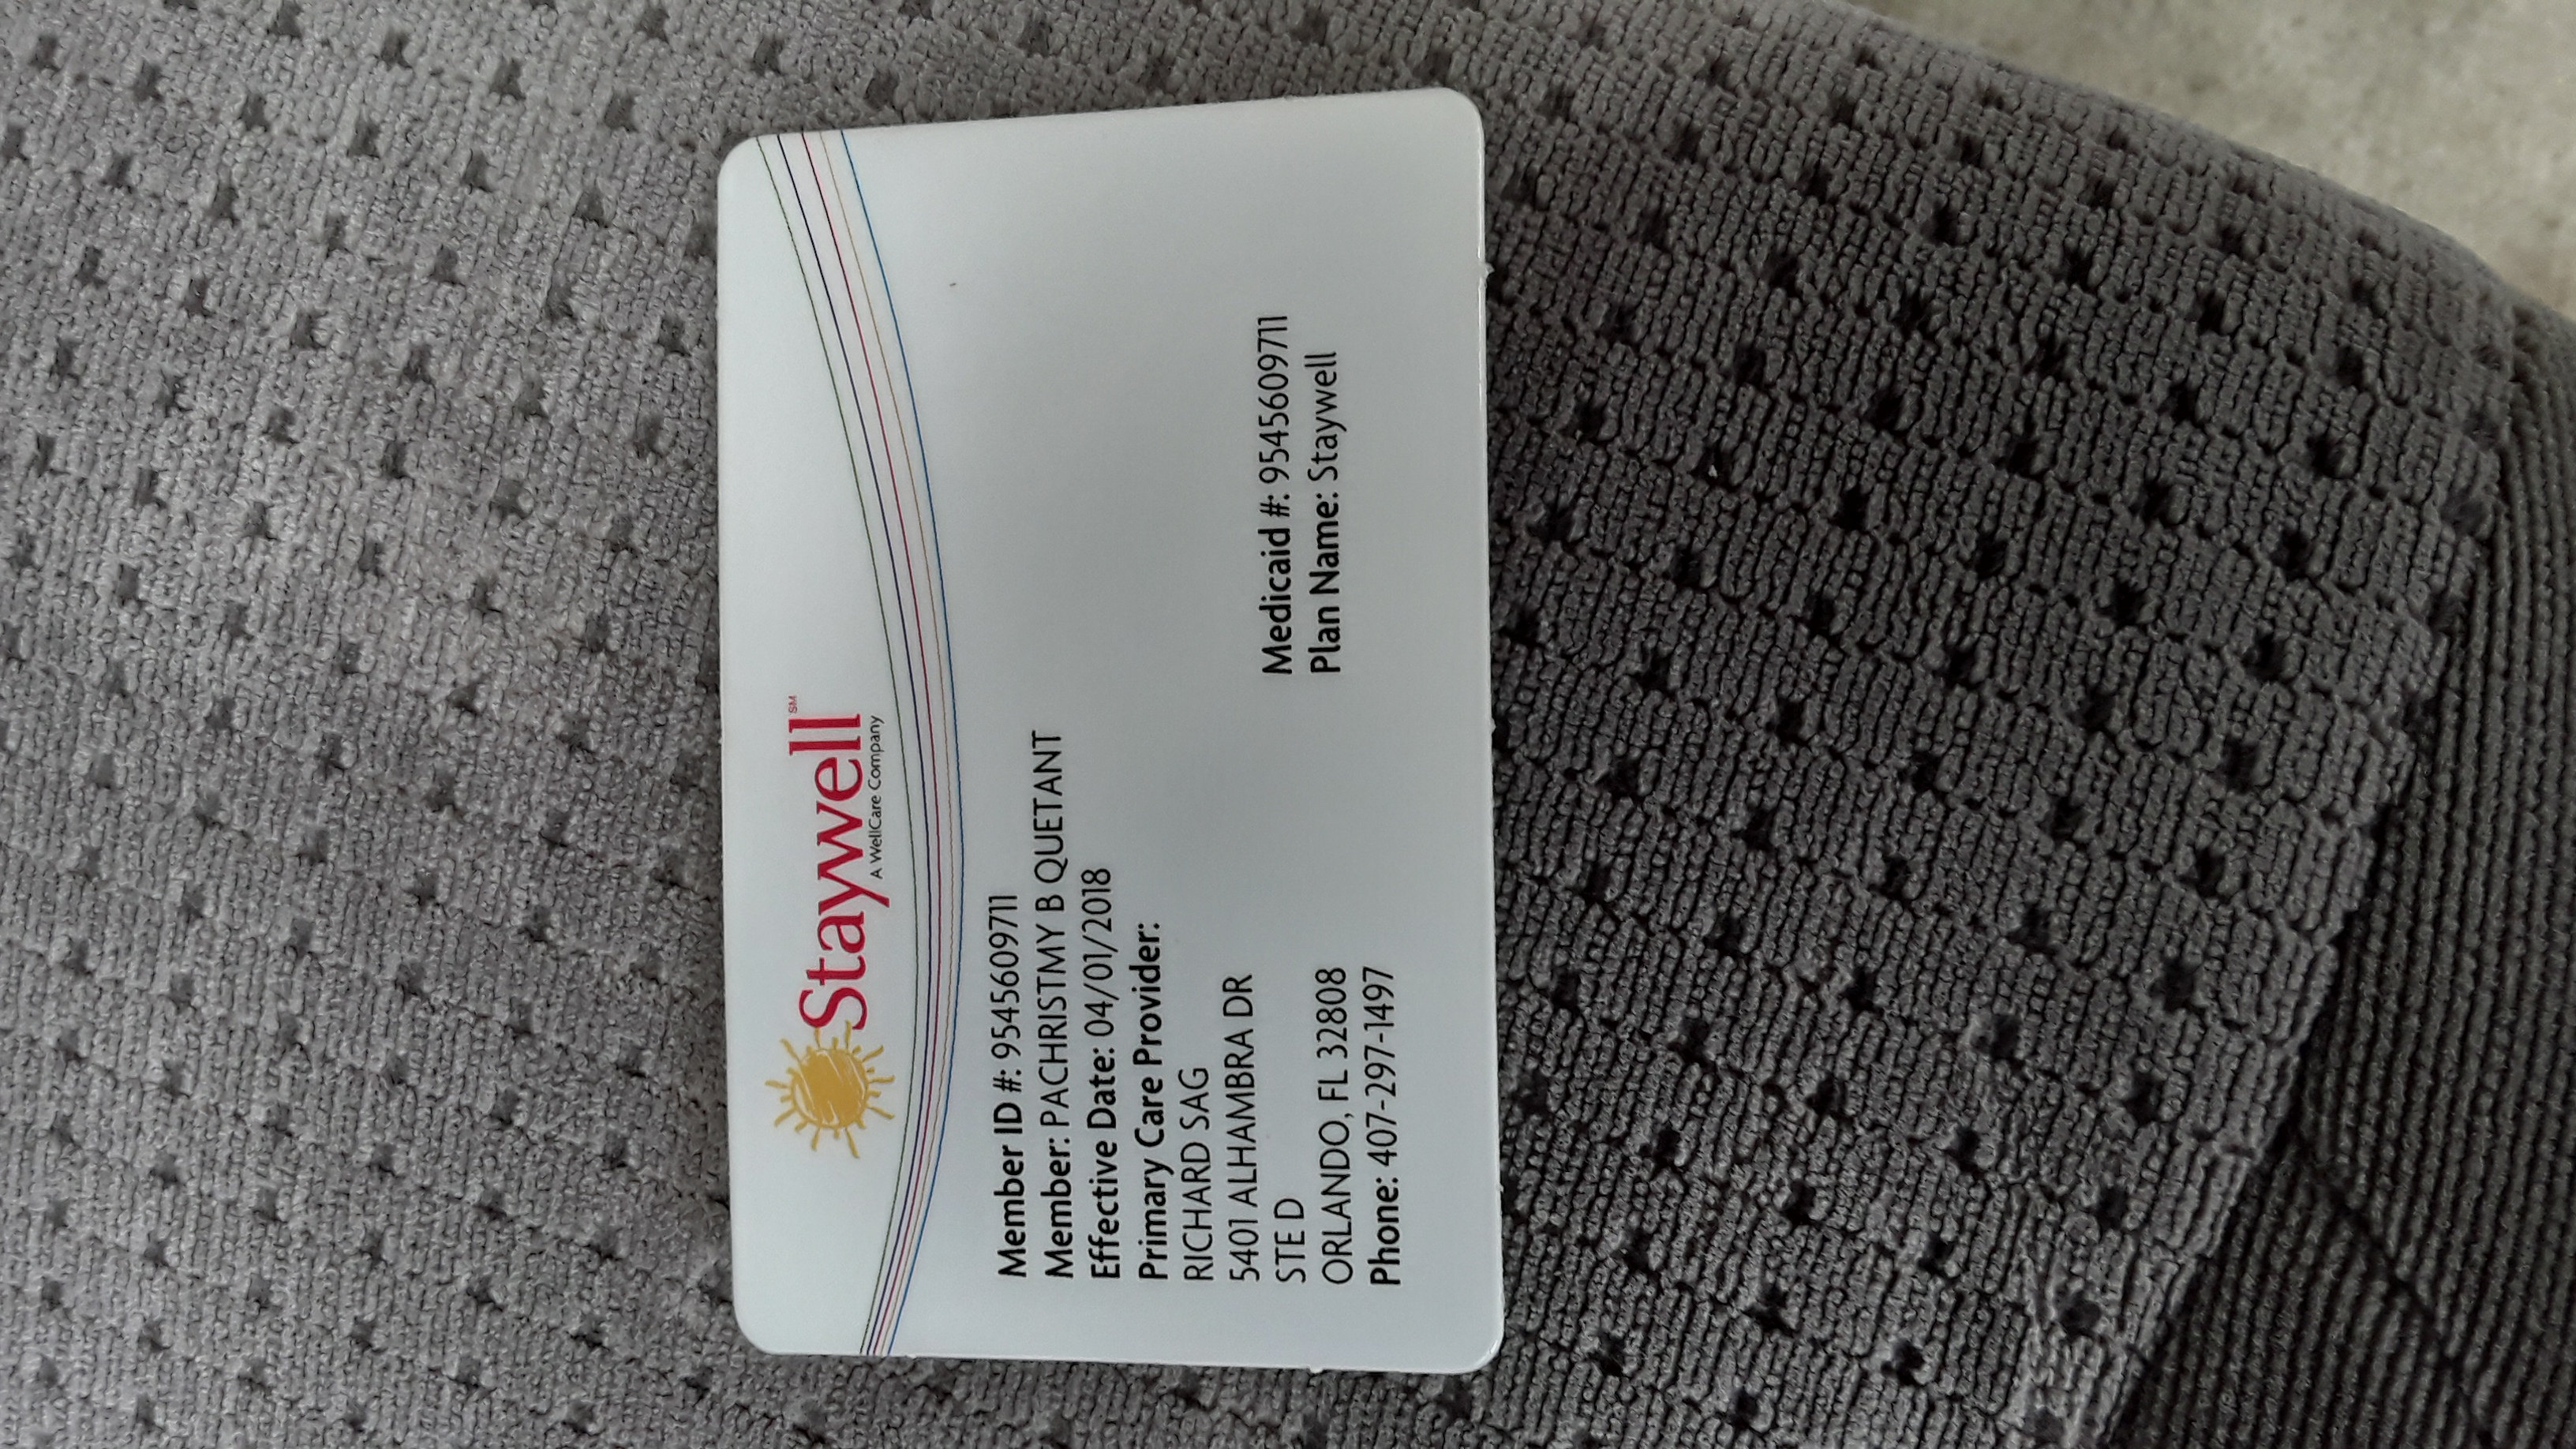 Staywell℠
A WellCare Company
Member ID #: 9545609711
Member: PACHRISTMY B QUETANT
Effective Date: 04/01/2018
Primary Care Provider:
RICHARD SAG
5401 ALHAMBRA DR
STE D
ORLANDO, FL 32808
Phone: 407-297-1497
Medicaid #: 9545609711
Plan Name: Staywell